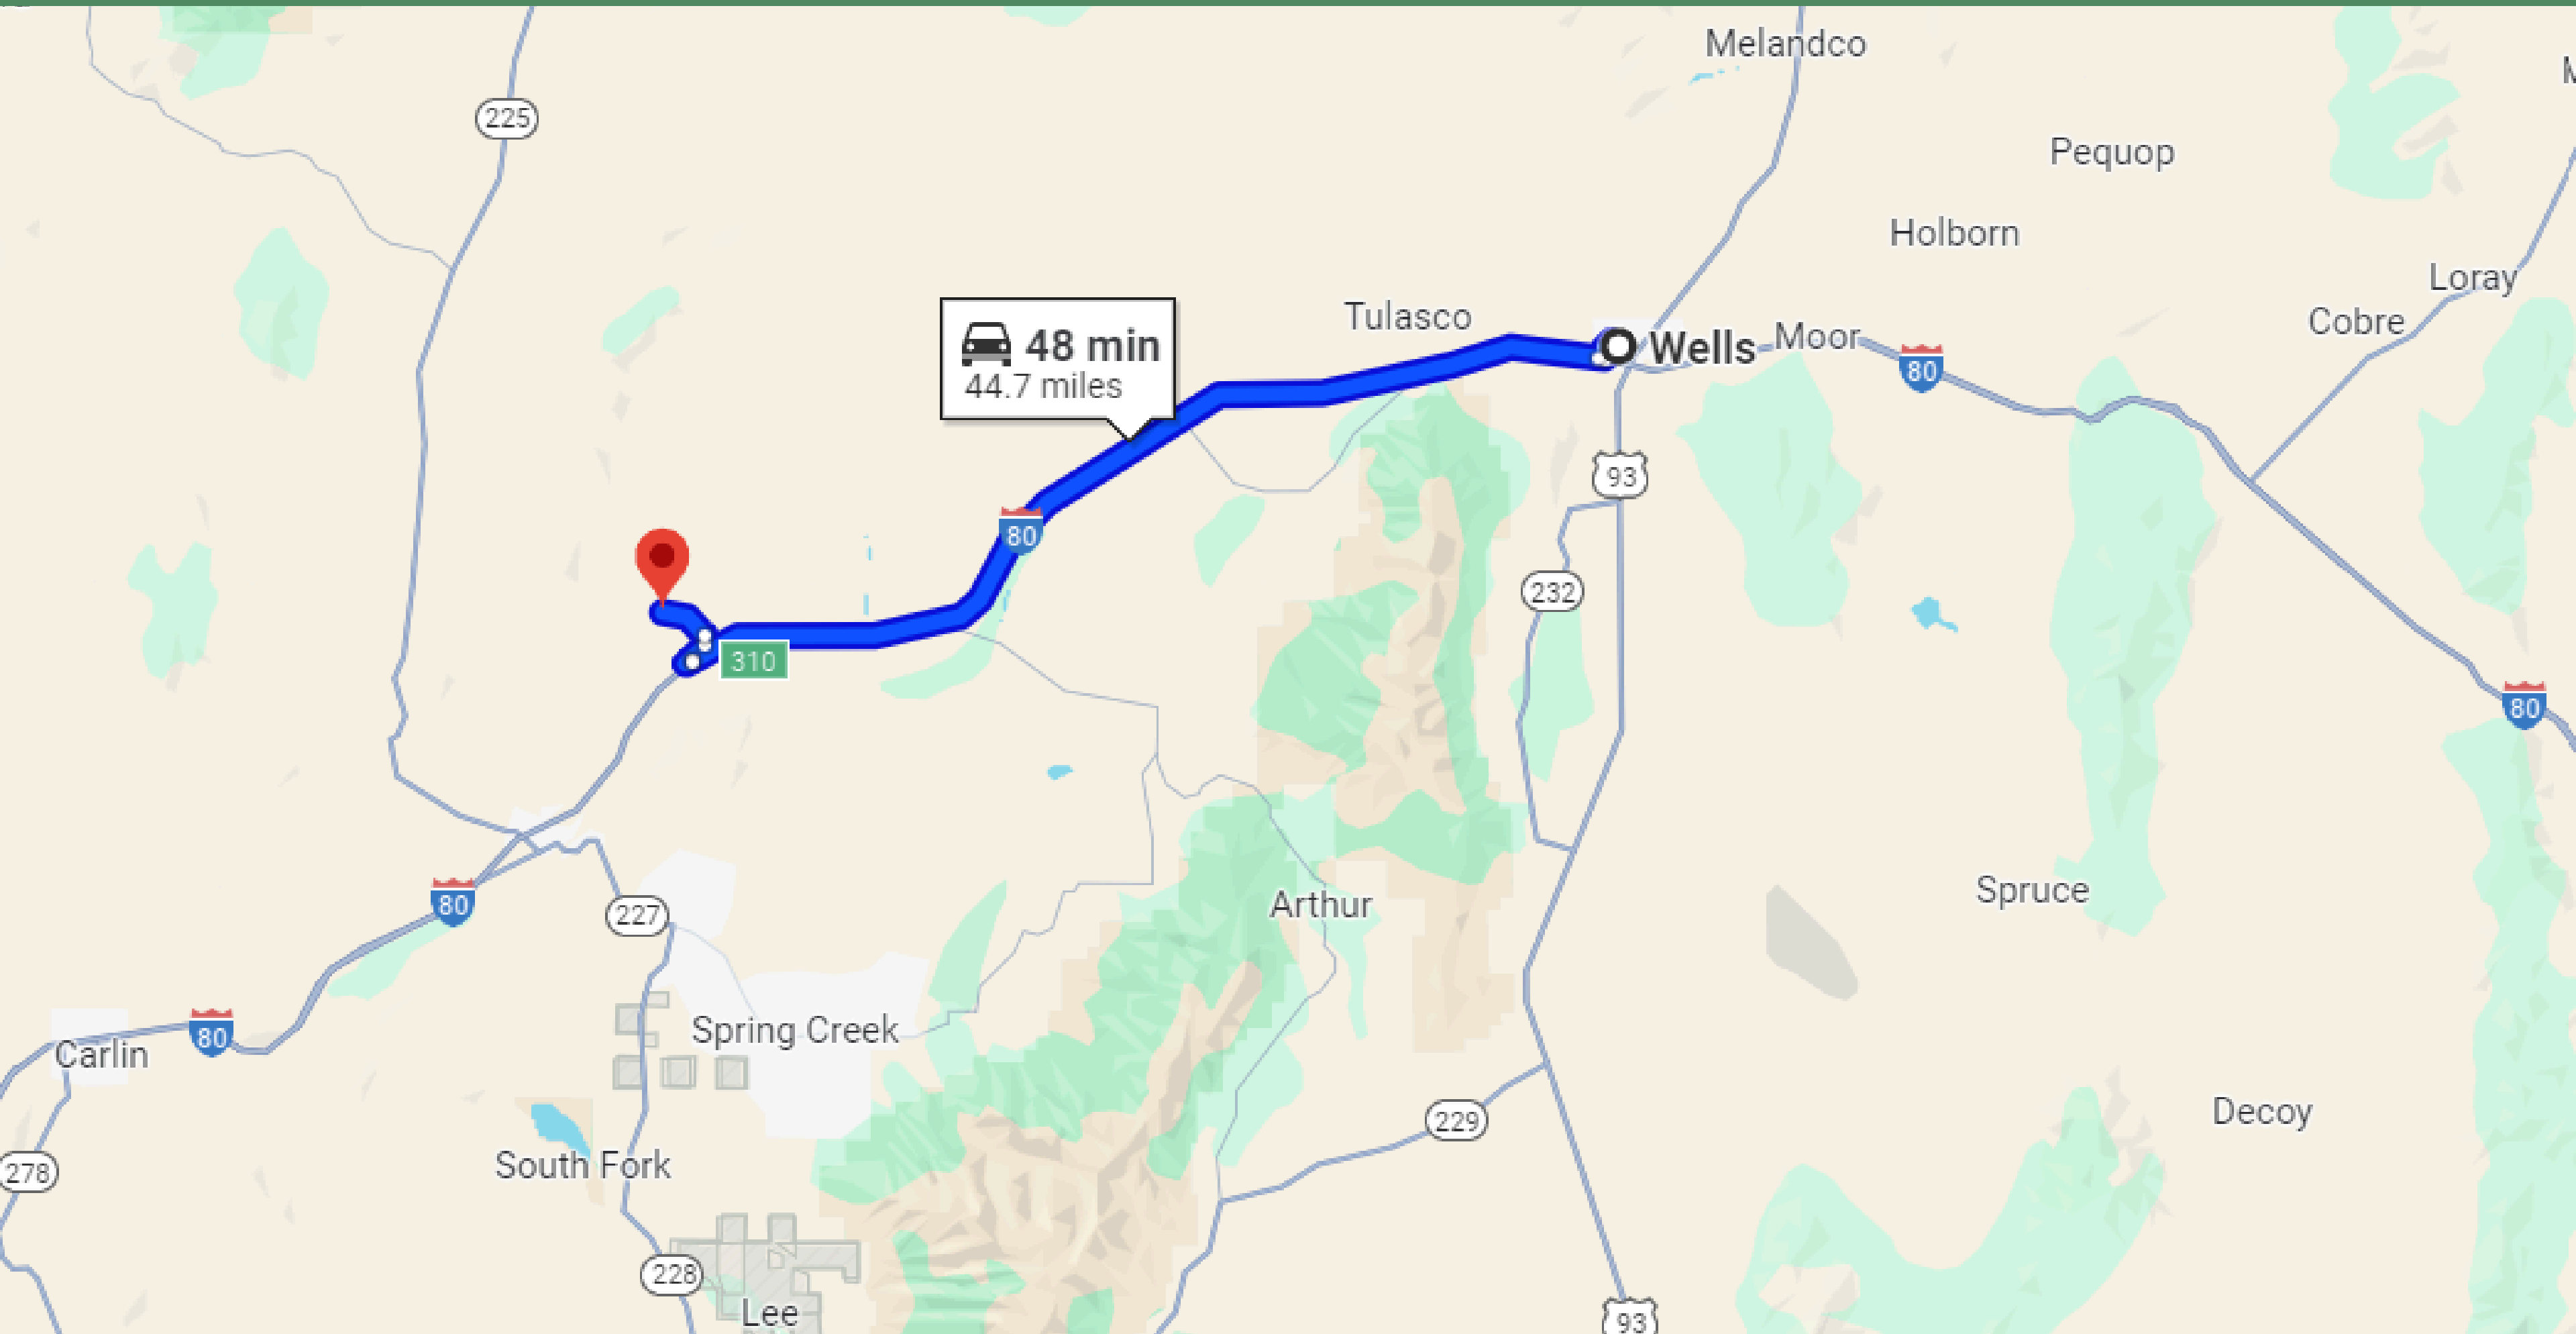 Melandco
225
Pequop
Holborn
Loray
Cobre
Tulasco
48 min
44.7 miles
Wells
Moor
80
93
80
232
310
80
80
227
Arthur
Spruce
Spring Creek
80
Carlin
229
Decoy
South Fork
278
228
Lee
93